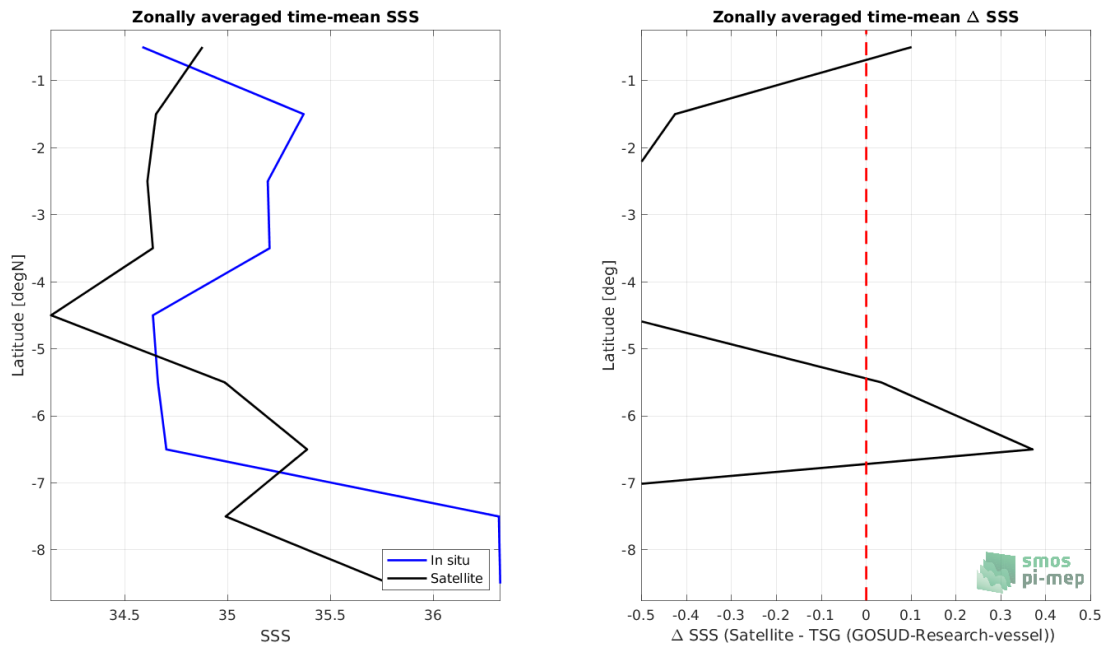 Zonally averaged time-mean SSS
-1
-2
-3
-4
-5
-6
-7
-8
Latitude [degN]
34.5 35 35.5 36
SSS
In situ
Satellite
Zonally averaged time-mean Δ SSS
-1
-2
-3
-4
-5
-6
-7
-8
Latitude [deg]
smos
pi-mep
-0.5 -0.4 -0.3 -0.2 -0.1 0 0.1 0.2 0.3 0.4 0.5
Δ SSS (Satellite - TSG (GOSUD-Research-vessel))